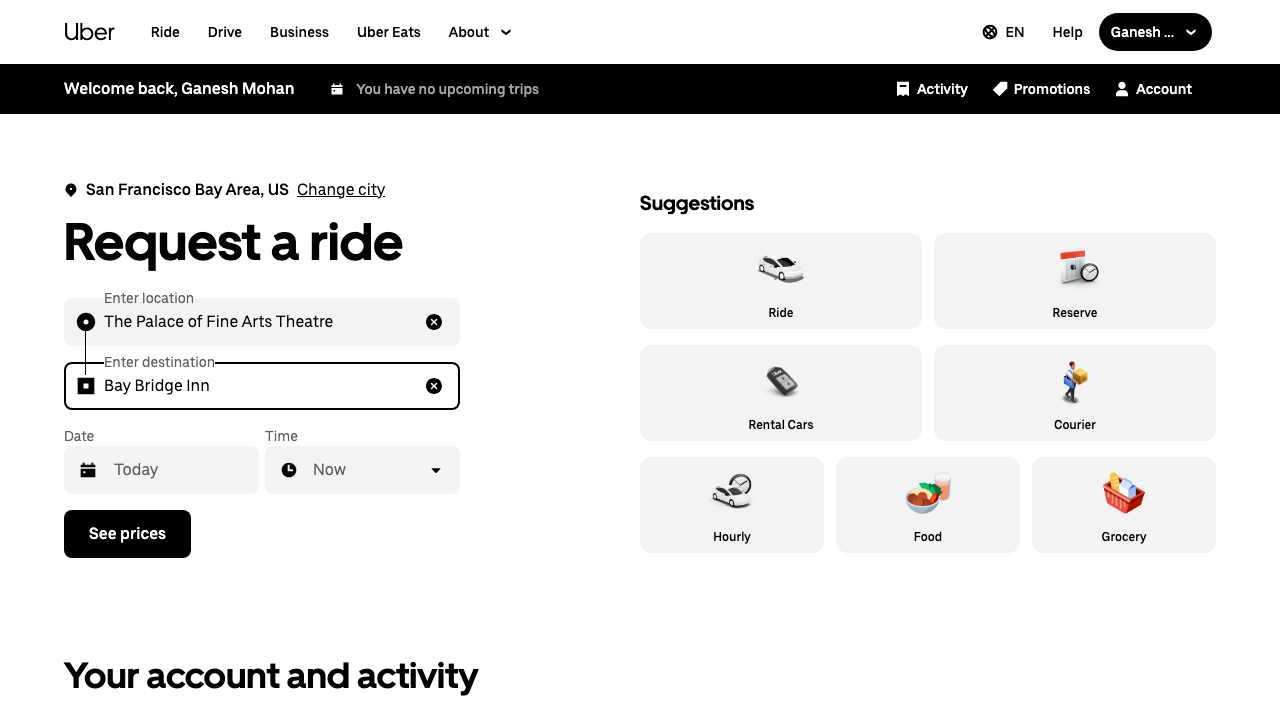 Uber
Ride
Drive
Business
Uber Eats
About
EN
Help
Ganesh ...
Welcome back, Ganesh Mohan
You have no upcoming trips
Activity
Promotions
Account
San Francisco Bay Area, US Change city
Request a ride
Enter location
The Palace of Fine Arts Theatre
Enter destination
Bay Bridge Inn
Date
Time
Today
Now
See prices
Suggestions
Ride
Reserve
Rental Cars
Courier
Hourly
Food
Grocery
Your account and activity